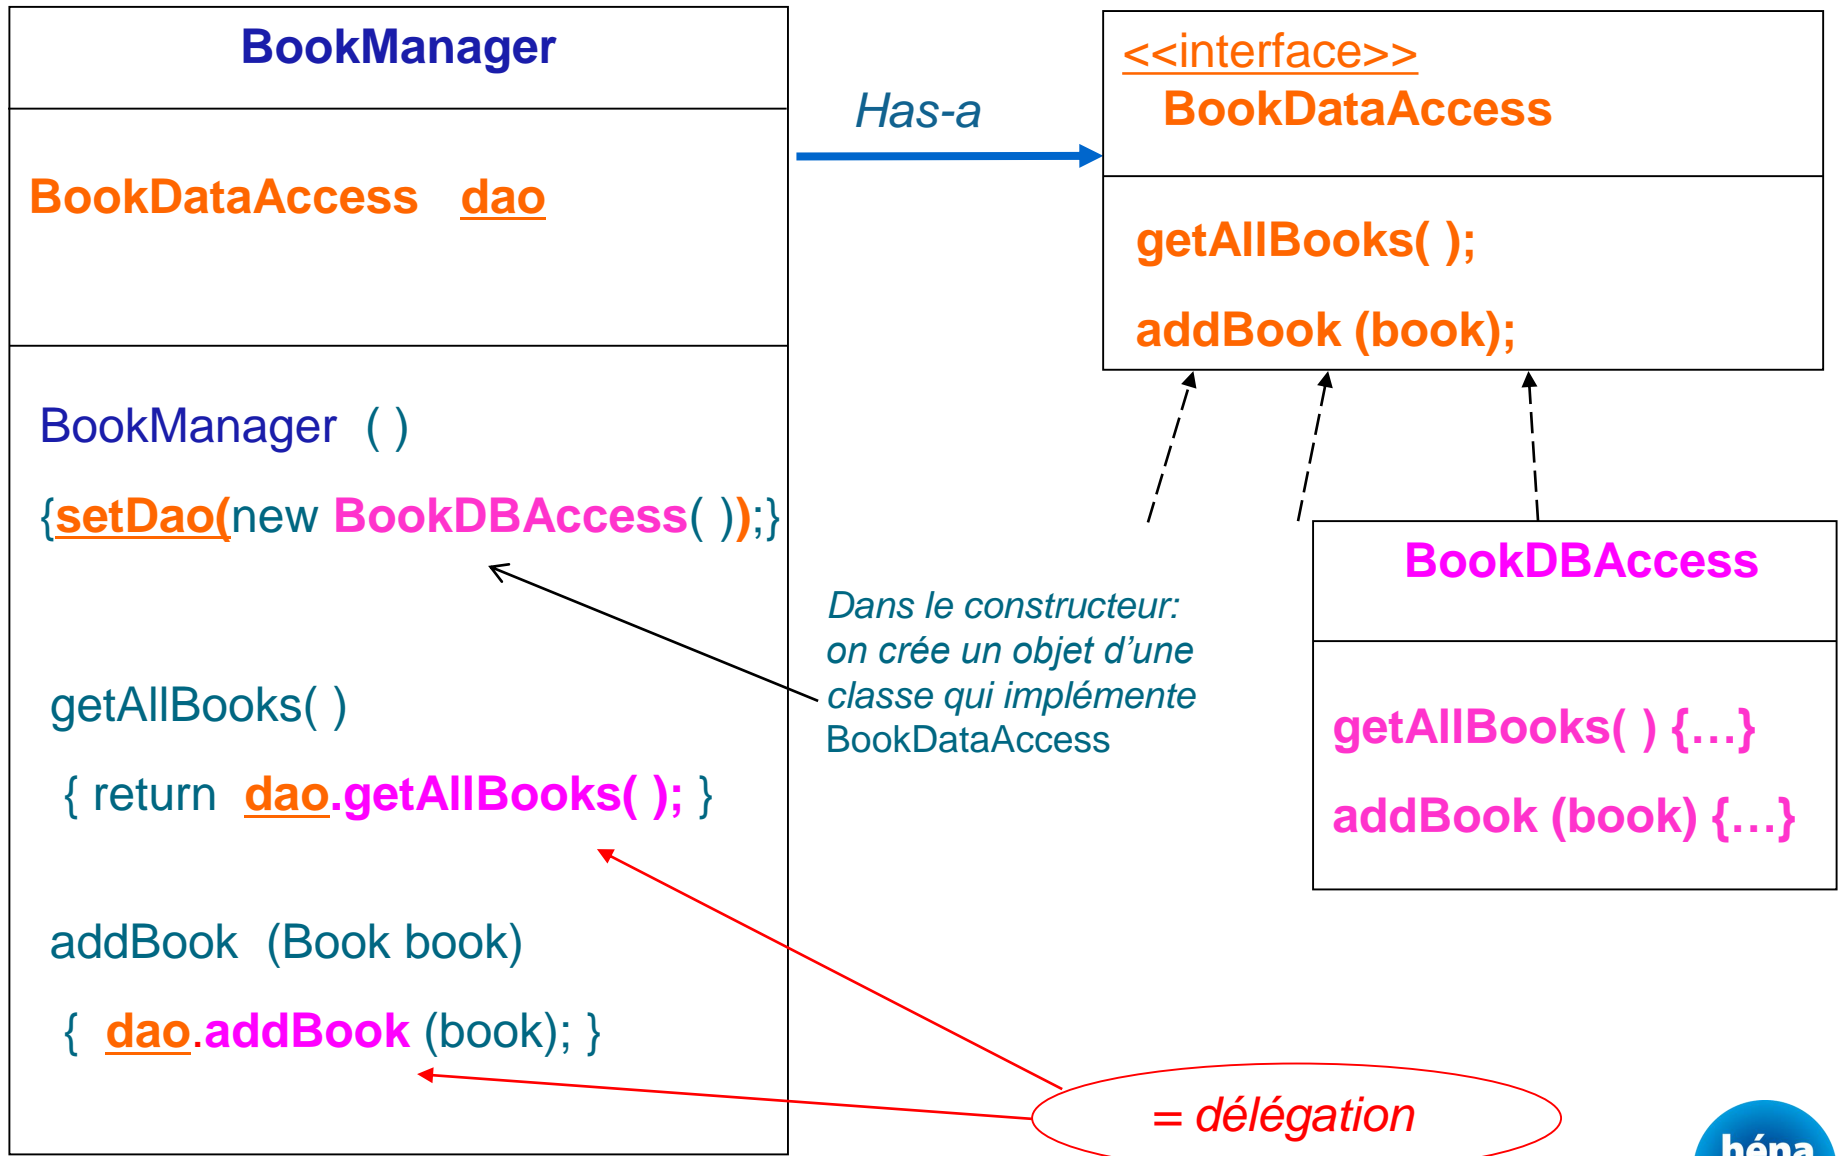 BookManager
BookDataAccess dao
BookManager ( )
{setDao(new BookDBAccess( ));}
getAllBooks( )
{ return dao.getAllBooks( ); }
addBook (Book book)
{ dao.addBook (book); }
Has-a
<<interface>>
BookDataAccess
getAllBooks( );
addBook (book);
Dans le constructeur:
on crée un objet d’une
classe qui implémente
BookDataAccess
BookDBAccess
getAllBooks( ) {…}
addBook (book) {…}
= délégation
héna